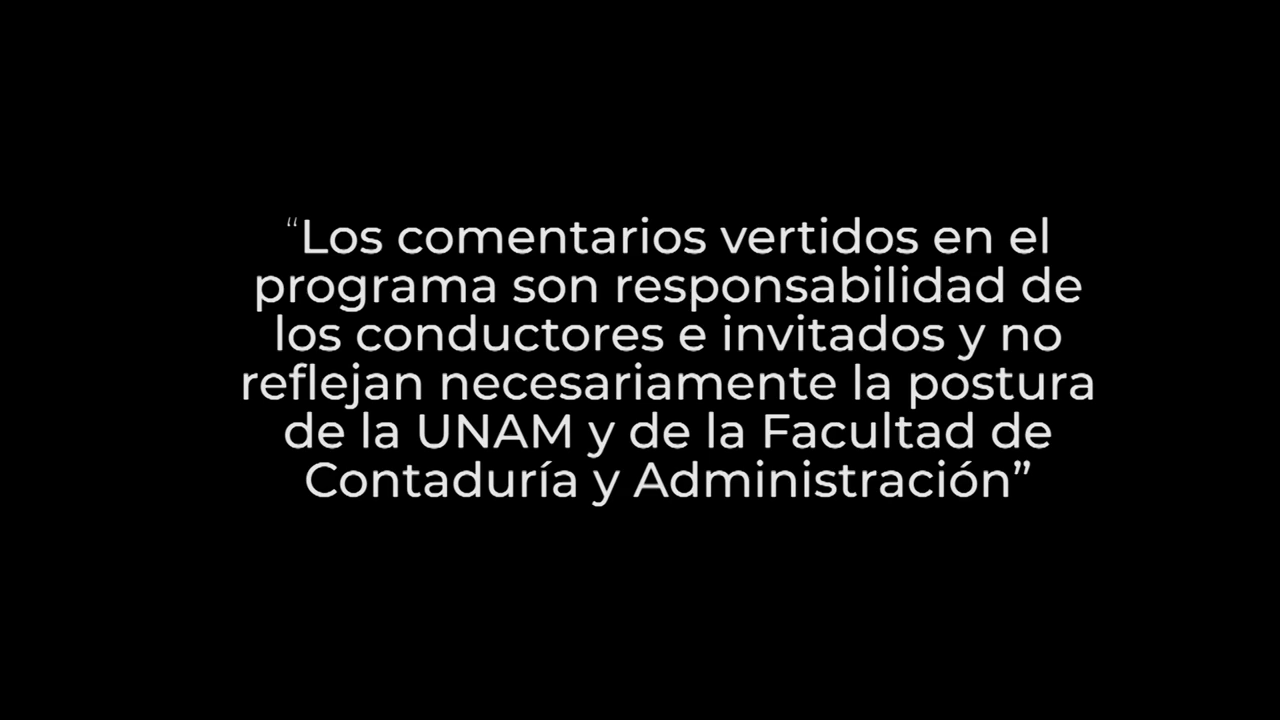 “Los comentarios vertidos en el
programa son responsabilidad de
los conductores e invitados y no
reflejan necesariamente la postura
de la UNAM y de la Facultad de
Contaduría y Administración”